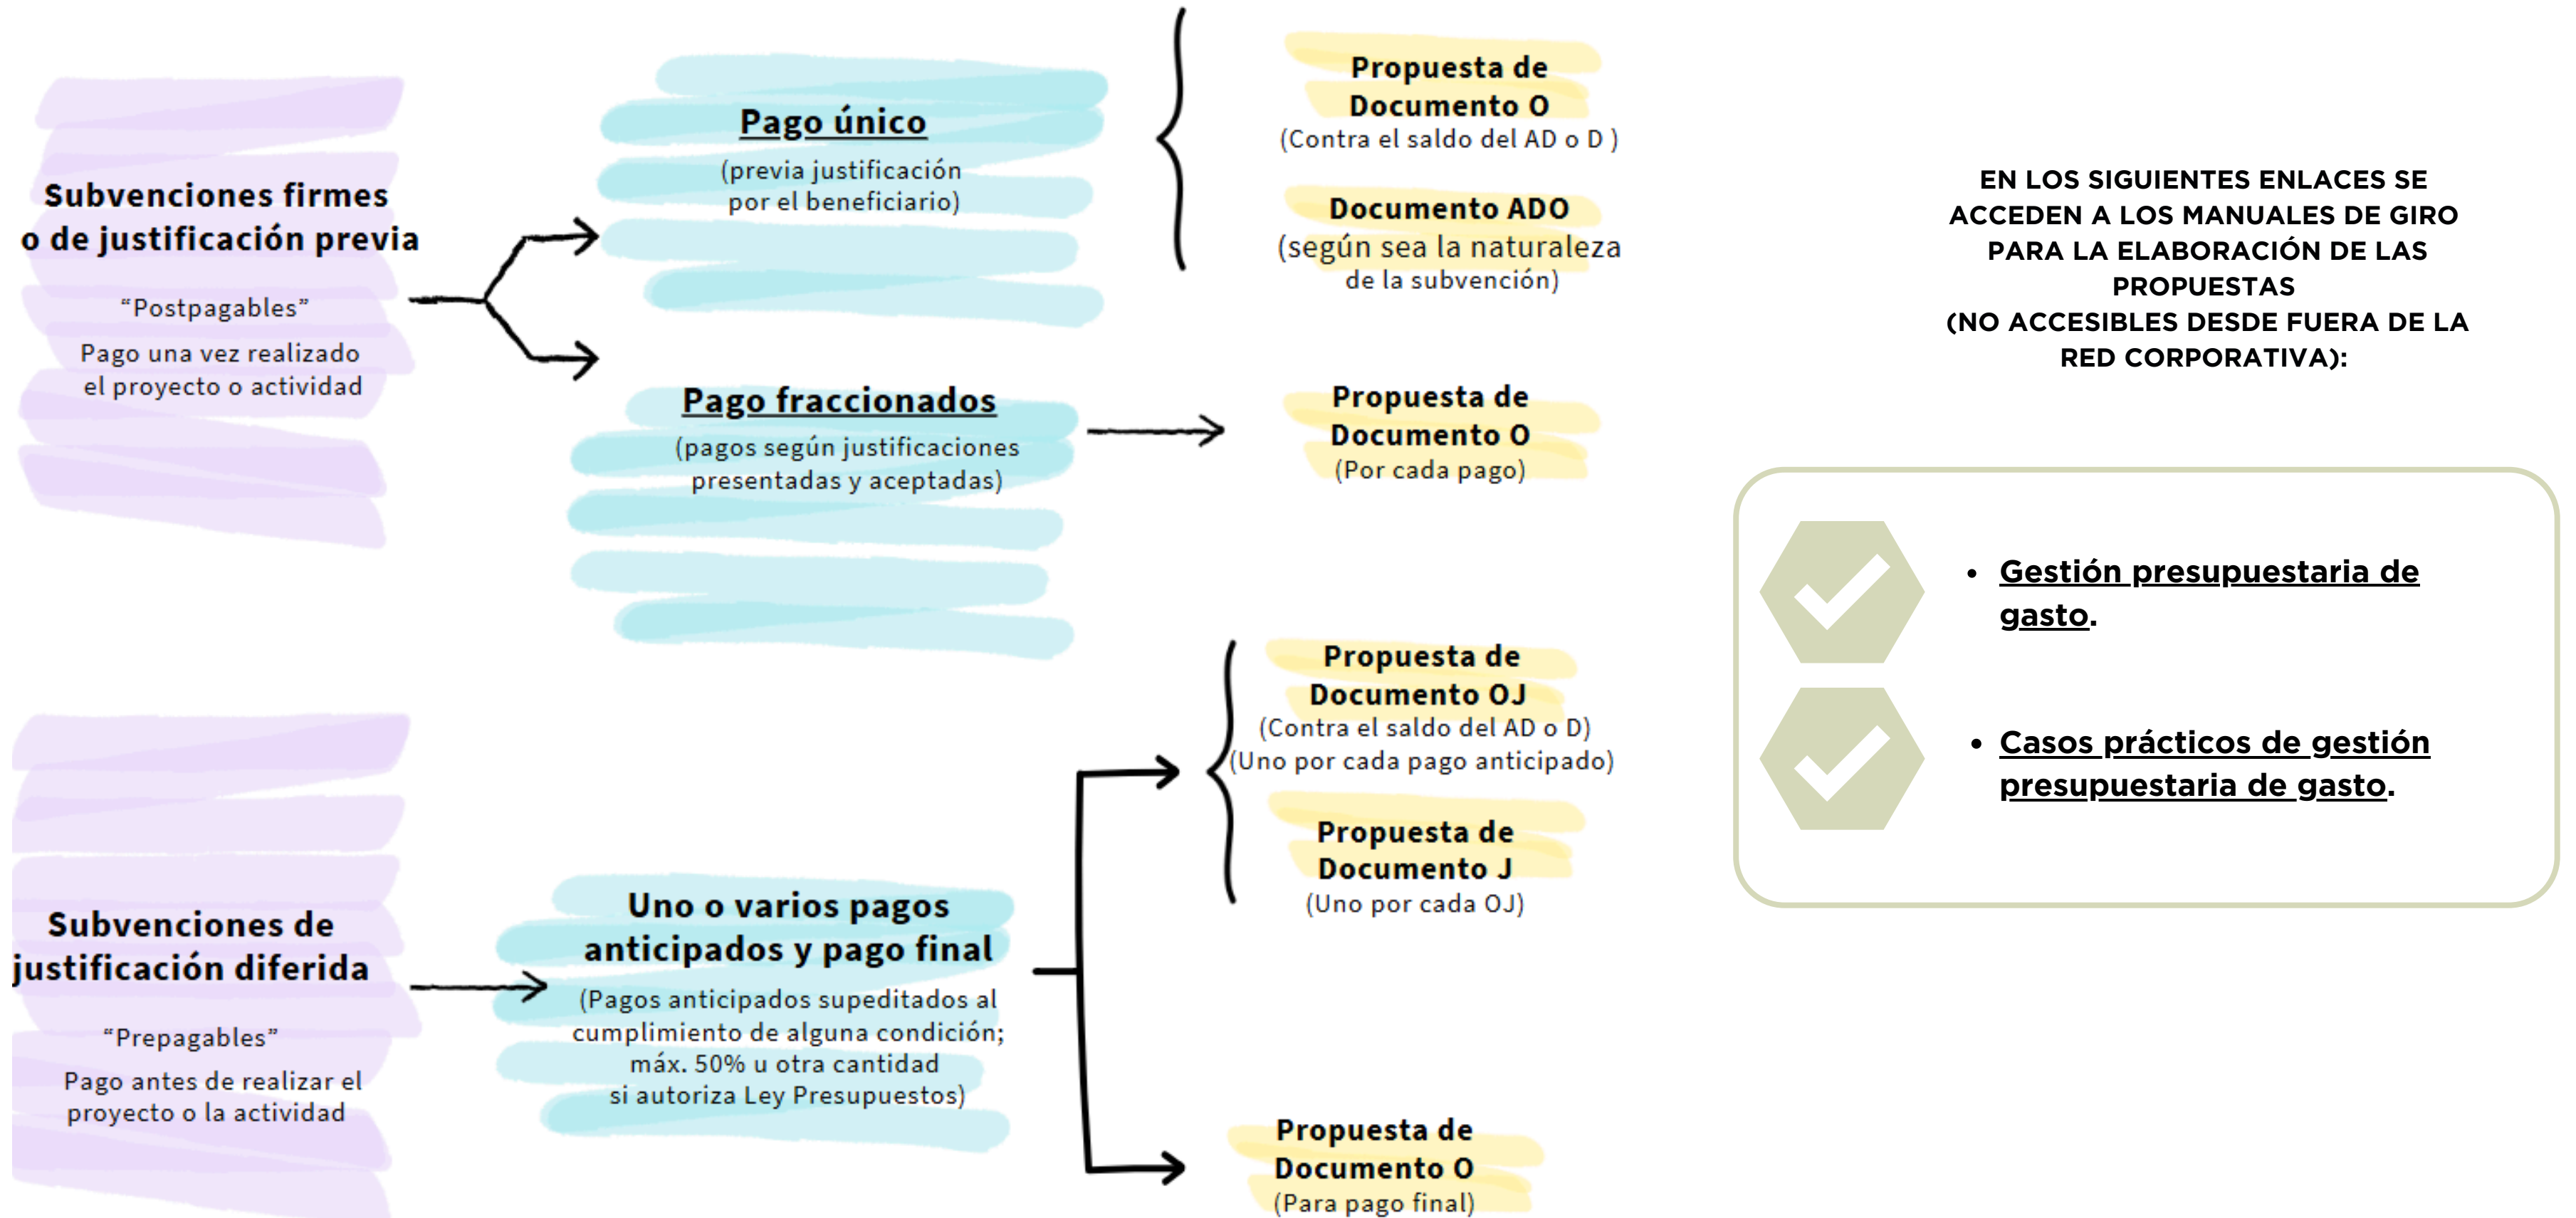 Subvenciones firmes
o de justificación previa
“Postpagables”
Pago una vez realizado
el proyecto o actividad
Pago único
(previa justificación
por el beneficiario)
Propuesta de
Documento O
(Contra el saldo del AD o D )
Documento ADO
(según sea la naturaleza
de la subvención)
Pago fraccionados
(pagos según justificaciones
presentadas y aceptadas)
Propuesta de
Documento O
(Por cada pago)
Subvenciones de
justificación diferida
“Prepagables”
Pago antes de realizar el
proyecto o la actividad
Uno o varios pagos
anticipados y pago final
(Pagos anticipados supeditados al
cumplimiento de alguna condición;
máx. 50% u otra cantidad
si autoriza Ley Presupuestos)
Propuesta de
Documento OJ
(Contra el saldo del AD o D)
(Uno por cada pago anticipado)
Propuesta de
Documento J
(Uno por cada OJ)
Propuesta de
Documento O
(Para pago final)
EN LOS SIGUIENTES ENLACES SE
ACCEDEN A LOS MANUALES DE GIRO
PARA LA ELABORACIÓN DE LAS
PROPUESTAS
(NO ACCESIBLES DESDE FUERA DE LA
RED CORPORATIVA):
• Gestión presupuestaria de
gasto.
• Casos prácticos de gestión
presupuestaria de gasto.